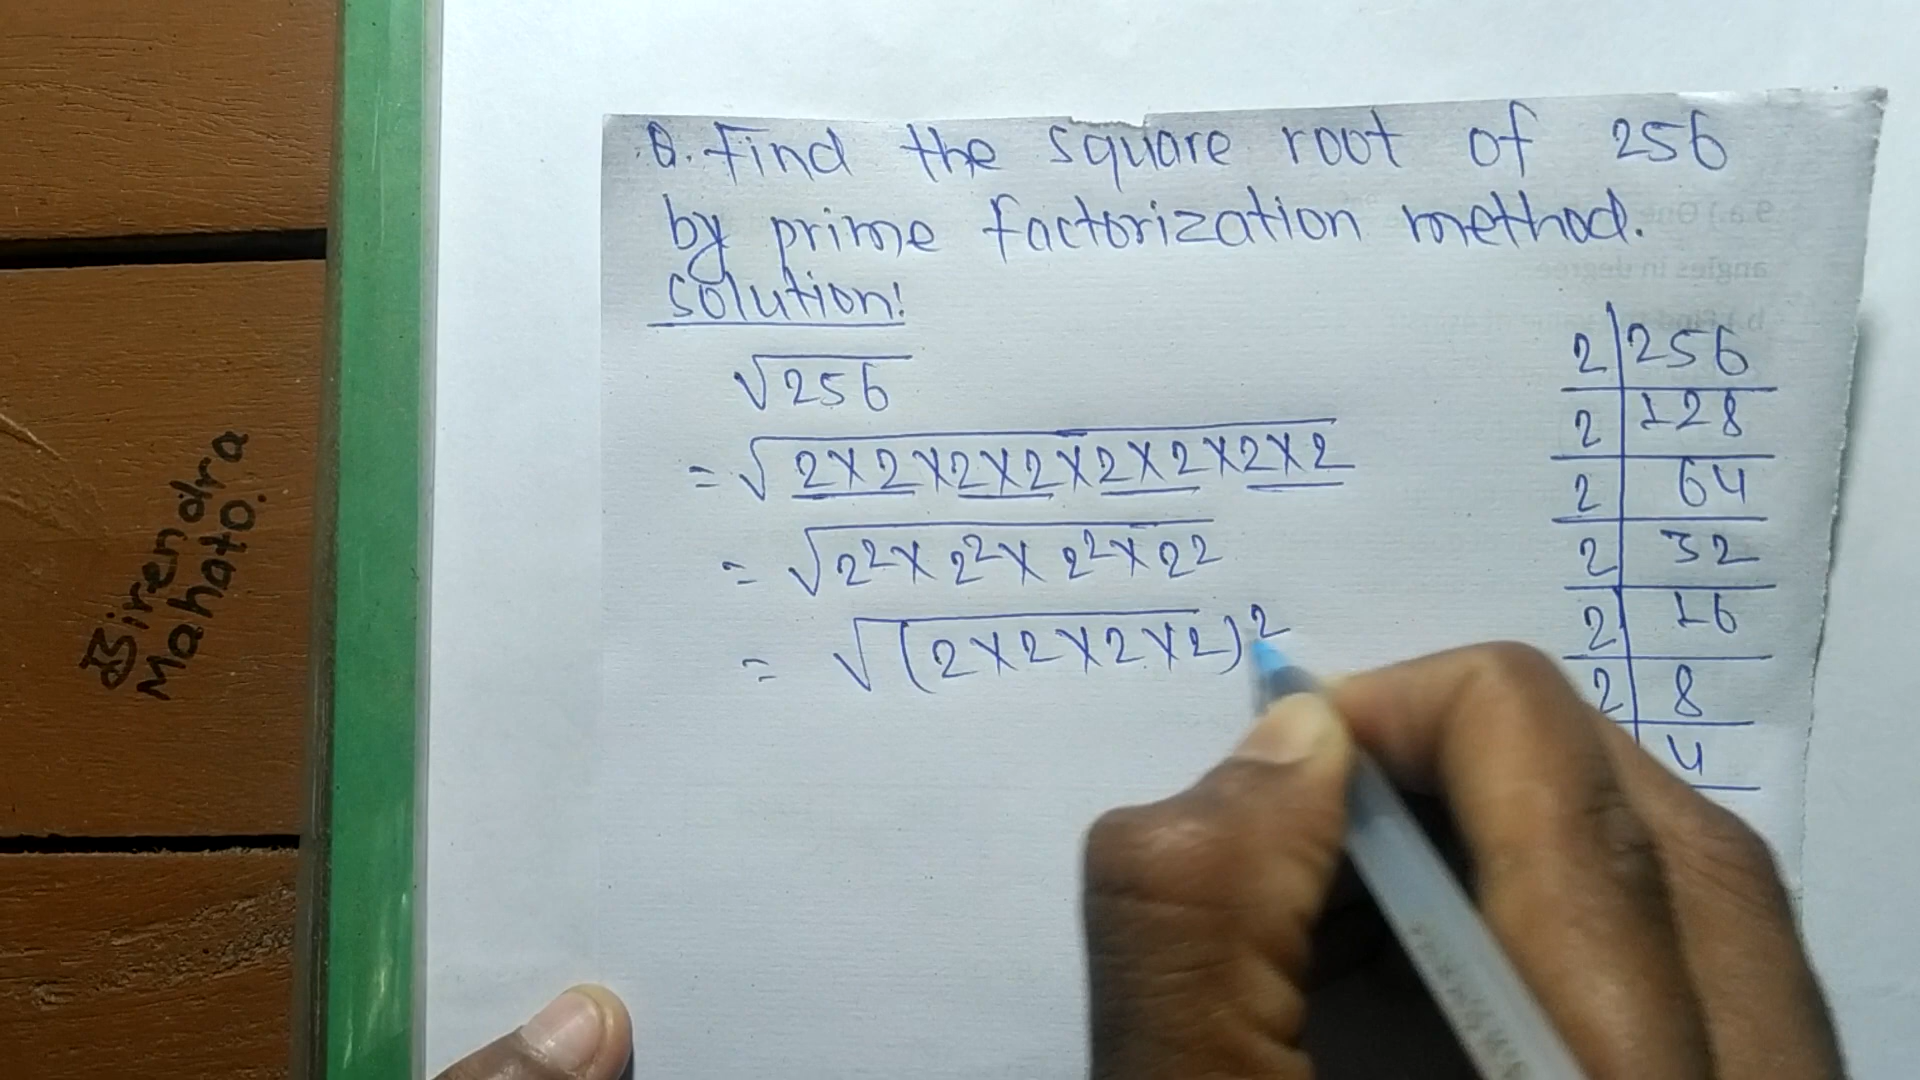 Q. Find the square root of 256
by prime factorization method.
solution:
√256
= √2×2×2×2×2×2×2×2
= √2²×2²×2²×2²
= √(2×2×2×2)²
2 | 256
2 | 128
2 | 64
2 | 32
2 | 16
2 | 8
4
Birendra
Mahato.